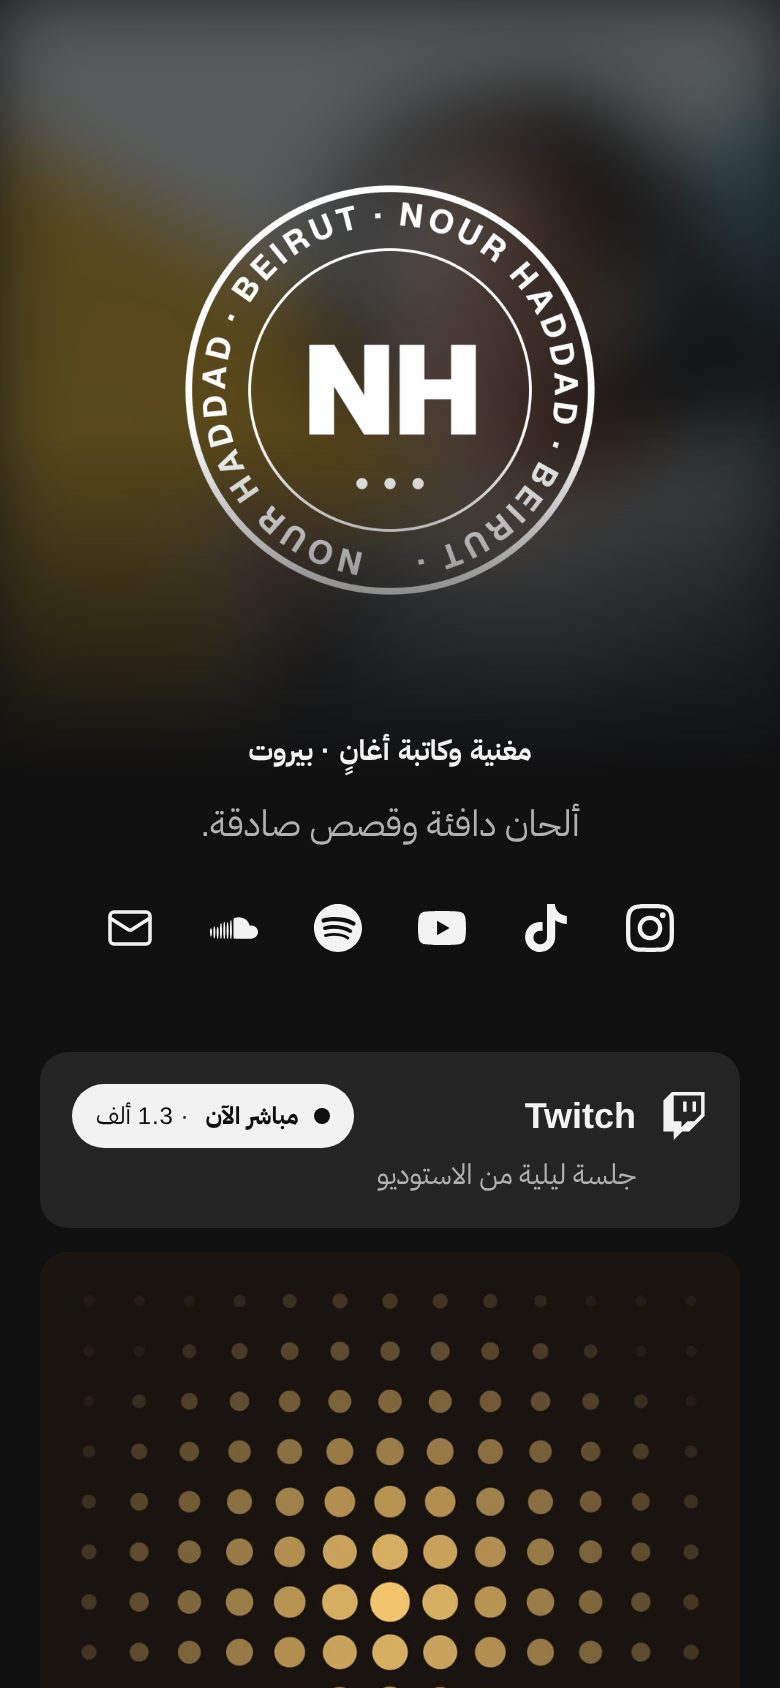 NOUR HADDAD · BEIRUT · NOUR HADDAD · BEIRUT ·
NH
مغنية وكاتبة أغانٍ · بيروت
ألحان دافئة وقصص صادقة.
Twitch
مباشر الآن · 1.3 ألف
جلسة ليلية من الاستوديو